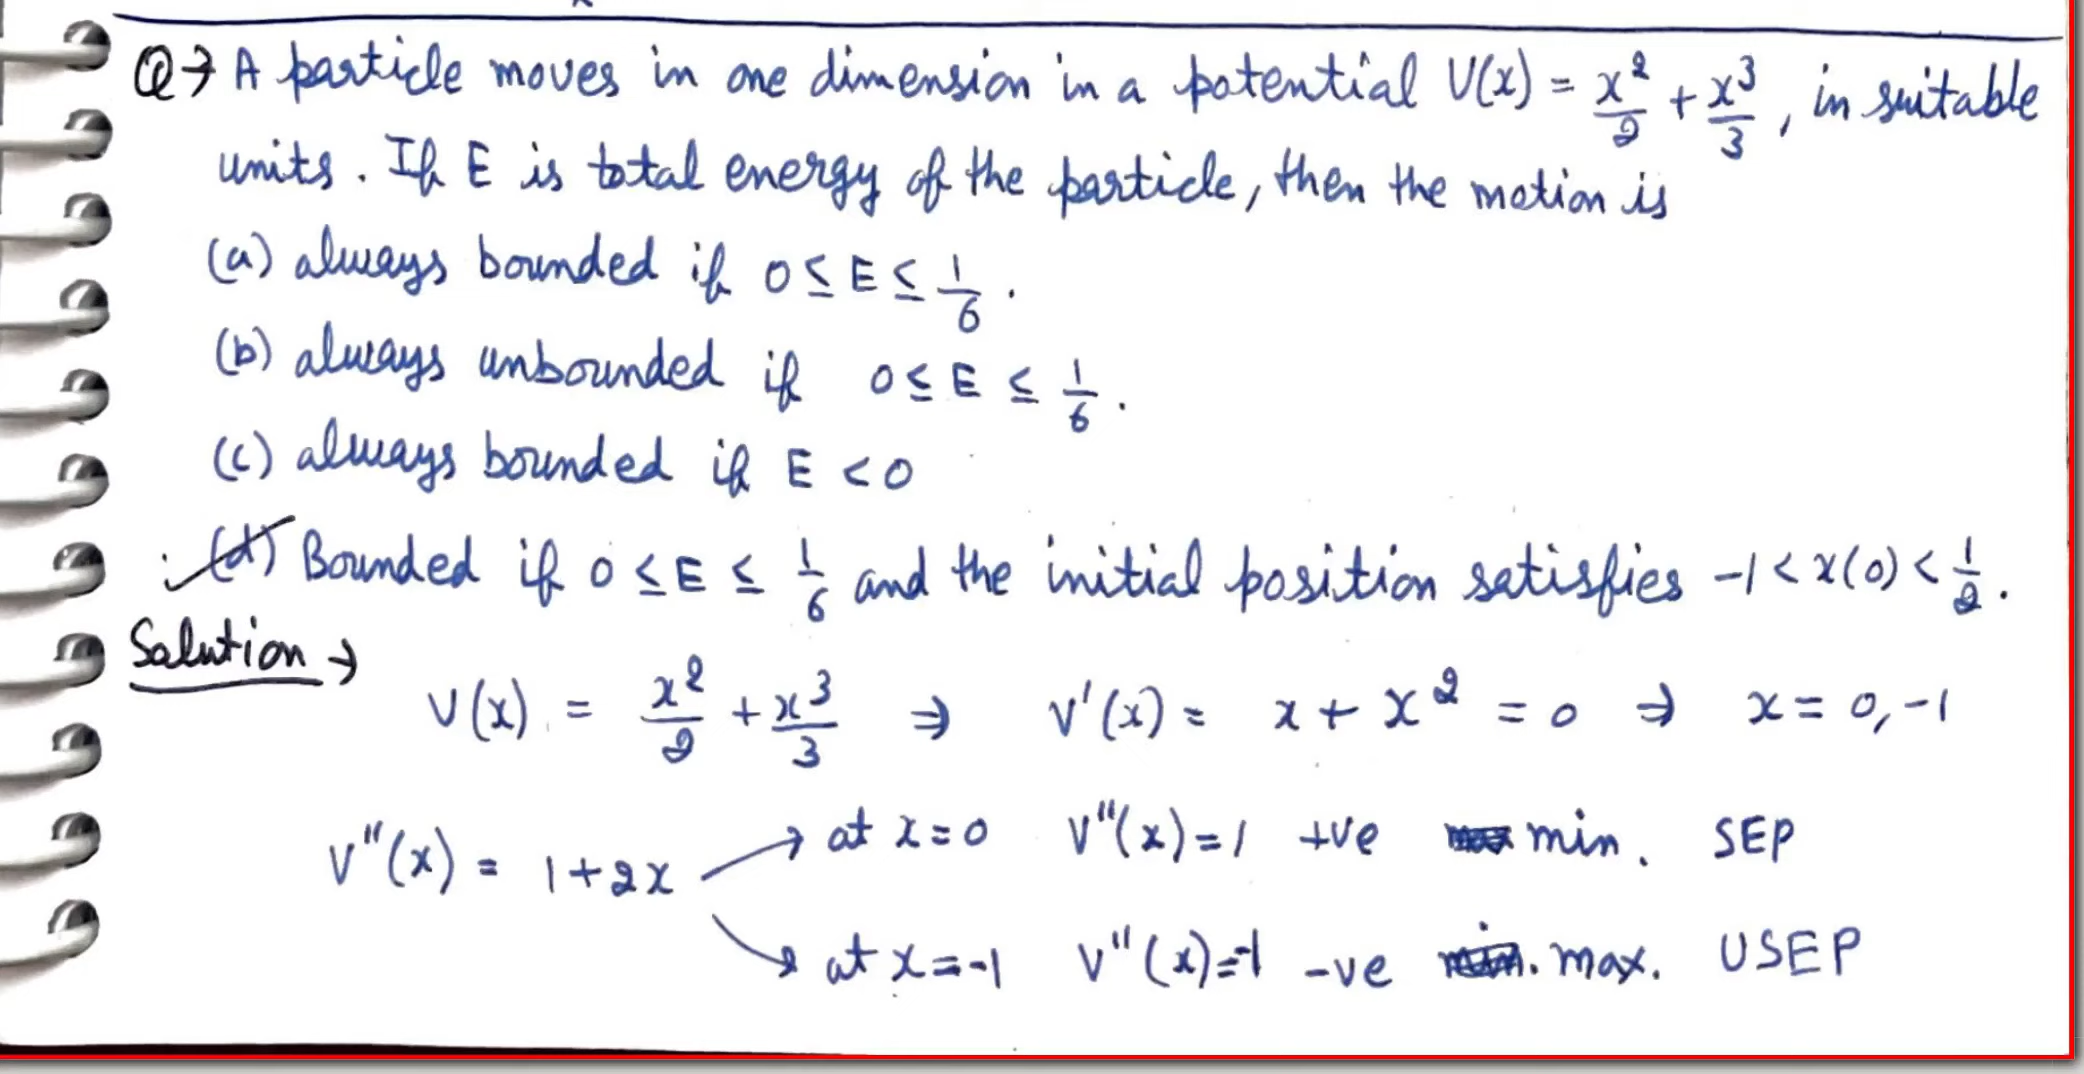 Q→ A particle moves in one dimension in a potential V(x) = x²/2 + x³/3, in suitable
units. If E is total energy of the particle, then the motion is
(a) always bounded if 0 ≤ E ≤ 1/6.
(b) always unbounded if 0 ≤ E ≤ 1/6.
(c) always bounded if E < 0
(d) Bounded if 0 ≤ E ≤ 1/6 and the initial position satisfies -1 < x(0) < 1/2.
Solution →
V(x) = x²/2 + x³/3 ⇒ V'(x) = x + x² = 0 ⇒ x = 0, -1
V''(x) = 1+2x
at x=0 V''(x)=1 +ve min. SEP
at x=-1 V''(x)=-1 -ve max. USEP